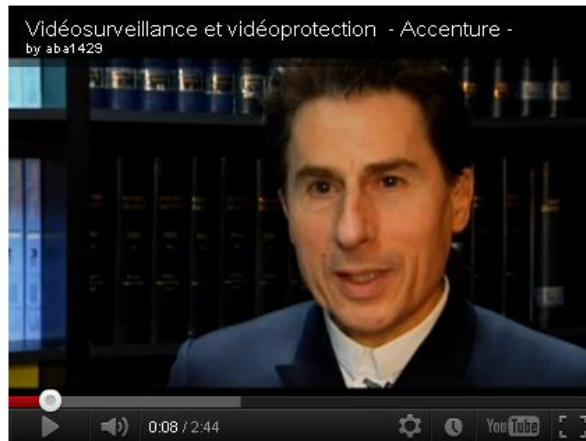 Vidéosurveillance et vidéoprotection - Accenture -
by aba1429
0:08 / 2:44
YouTube